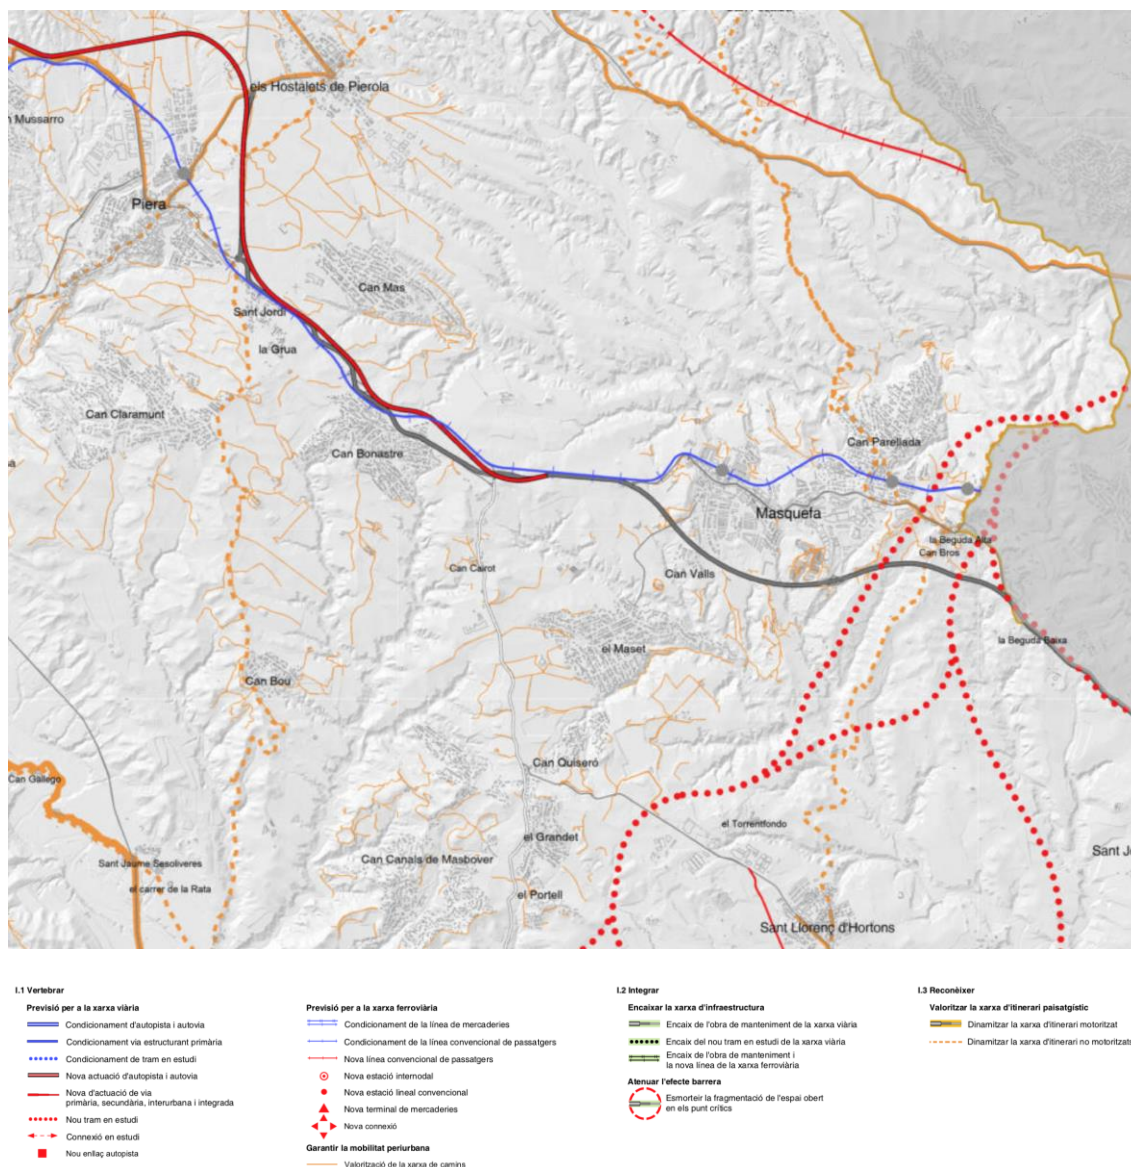 els Hostalets de Pierola
n Mussarro
Piera
Can Mas
Sant Jordi
la Grua
Can Claramunt
Can Bonastre
Can Parellada
Masquefa
la Beguda Alta
Can Bros
Can Cairot
Can Valls
la Beguda Baixa
el Maset
Can Bou
Can Quiseró
Can Gallego
el Torrentfondo
el Grandet
Sant J
Can Canals de Masbover
Sant Jaume Sesoliveres
el carrer de la Rata
el Portell
Sant Llorenç d'Hortons
I.1 Vertebrar
Previsió per a la xarxa viària
Condicionament d'autopista i autovia
Condicionament via estructurant primària
Condicionament de tram en estudi
Nova actuació d'autopista i autovia
Nova d'actuació de via
primària, secundària, interurbana i integrada
Nou tram en estudi
Connexió en estudi
Nou enllaç autopista
Previsió per a la xarxa ferroviària
Condicionament de la línea de mercaderies
Condicionament de la línea convencional de passatgers
Nova línea convencional de passatgers
Nova estació internodal
Nova estació lineal convencional
Nova terminal de mercaderies
Nova connexió
Garantir la mobilitat periurbana
Valorització de la xarxa de camins
I.2 Integrar
Encaixar la xarxa d'infraestructura
Encaix de l'obra de manteniment de la xarxa viària
Encaix del nou tram en estudi de la xarxa viària
Encaix de l'obra de manteniment i
la nova línea de la xarxa ferroviària
Atenuar l'efecte barrera
Esmorteir la fragmentació de l'espai obert
en els punt crítics
I.3 Reconèixer
Valoritzar la xarxa d'itinerari paisatgístic
Dinamitzar la xarxa d'itinerari motoritzat
Dinamitzar la xarxa d'itinerari no motoritzats